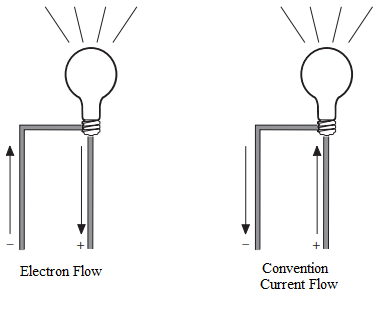 − + − +
Electron Flow
Convention
Current Flow